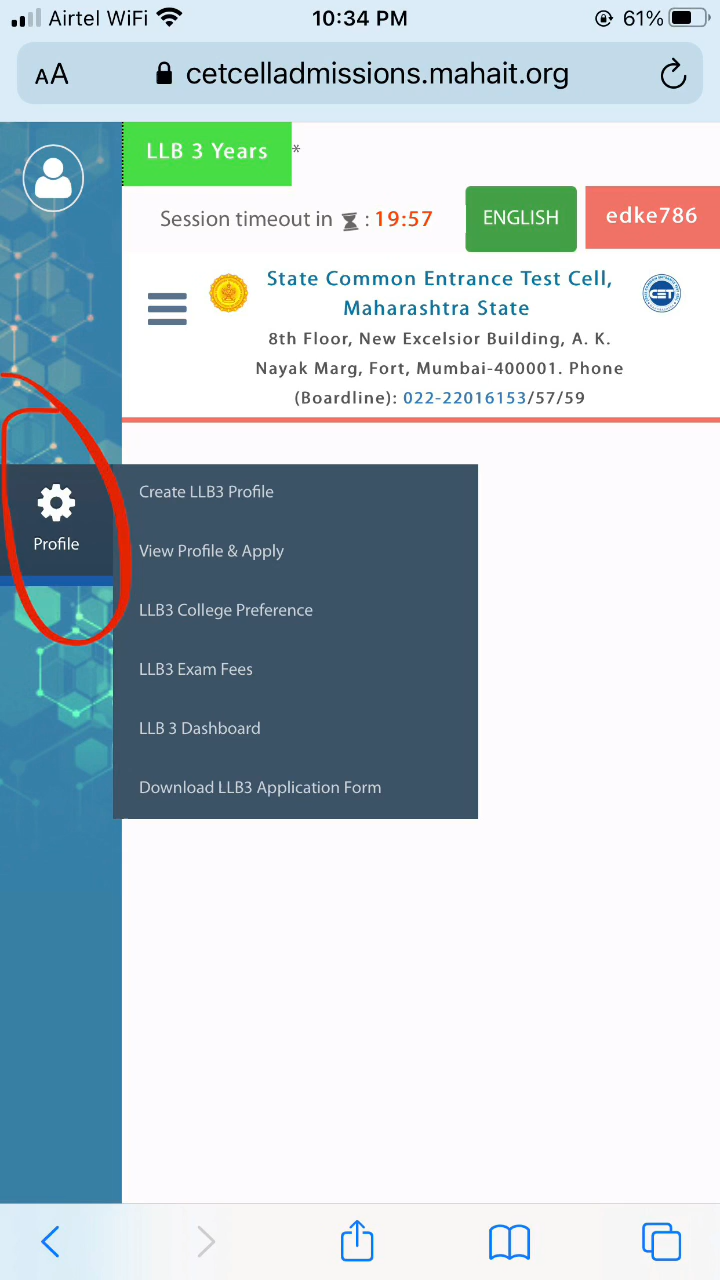 Airtel WiFi 10:34 PM 61%
AA cetcelladmissions.mahait.org
LLB 3 Years *
Session timeout in : 19:57 ENGLISH edke786
State Common Entrance Test Cell,
Maharashtra State
8th Floor, New Excelsior Building, A. K.
Nayak Marg, Fort, Mumbai-400001. Phone
(Boardline): 022-22016153/57/59
CET
Profile
Create LLB3 Profile
View Profile & Apply
LLB3 College Preference
LLB3 Exam Fees
LLB 3 Dashboard
Download LLB3 Application Form